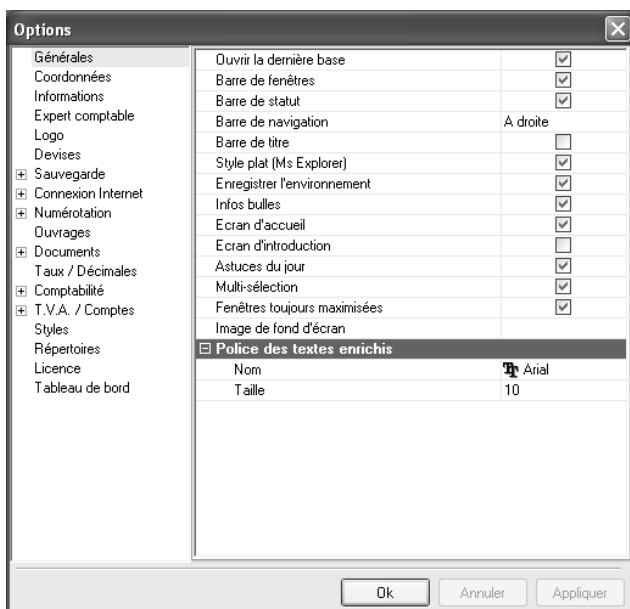 Options
Générales
Coordonnées
Informations
Expert comptable
Logo
Devises
Sauvegarde
Connexion Internet
Numérotation
Ouvrages
Documents
Taux / Décimales
Comptabilité
T.V.A. / Comptes
Styles
Répertoires
Licence
Tableau de bord
Ouvrir la dernière base
Barre de fenêtres
Barre de statut
Barre de navigation A droite
Barre de titre
Style plat (Ms Explorer)
Enregistrer l'environnement
Infos bulles
Ecran d'accueil
Ecran d'introduction
Astuces du jour
Multi-sélection
Fenêtres toujours maximisées
Image de fond d'écran
Police des textes enrichis
Nom Arial
Taille 10
Ok Annuler Appliquer